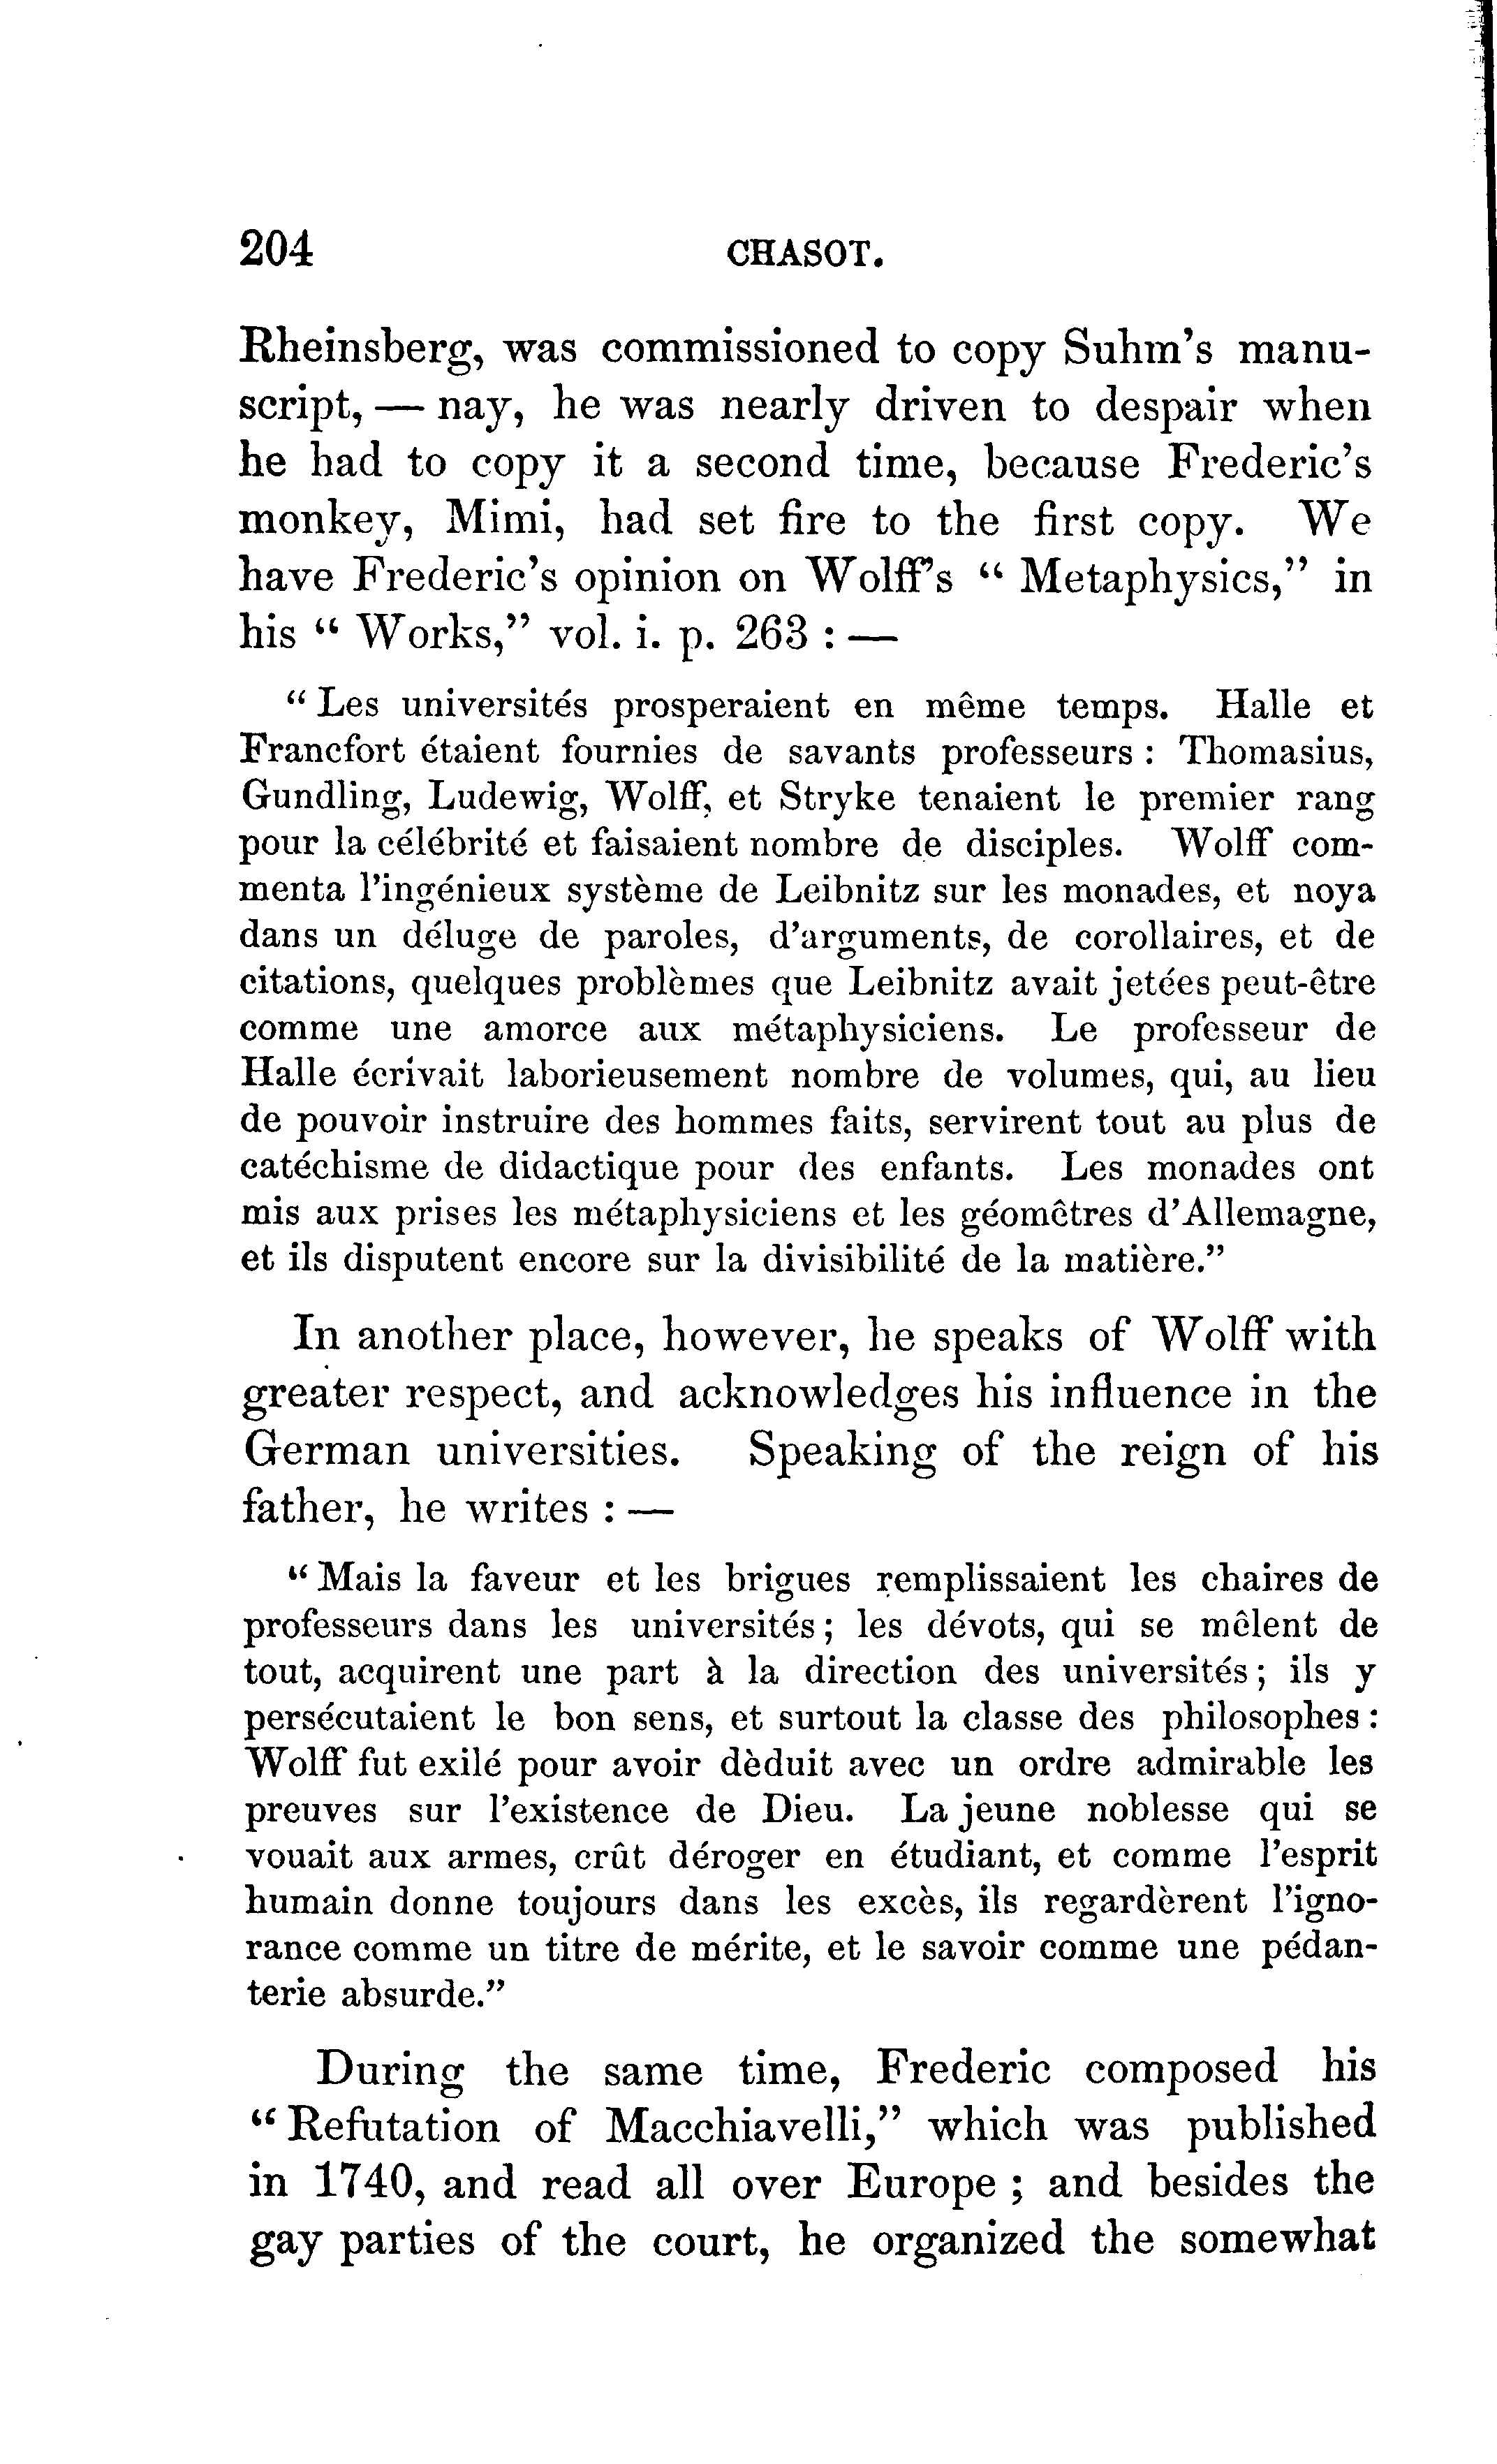 204 CHASOT.
Rheinsberg, was commissioned to copy Suhm's manu-
script, — nay, he was nearly driven to despair when
he had to copy it a second time, because Frederic's
monkey, Mimi, had set fire to the first copy. We
have Frederic's opinion on Wolff's “ Metaphysics,” in
his “ Works,” vol. i. p. 263 : —
“ Les universités prosperaient en même temps. Halle et
Francfort étaient fournies de savants professeurs : Thomasius,
Gundling, Ludewig, Wolff, et Stryke tenaient le premier rang
pour la célébrité et faisaient nombre de disciples. Wolff com-
menta l'ingénieux système de Leibnitz sur les monades, et noya
dans un déluge de paroles, d'arguments, de corollaires, et de
citations, quelques problèmes que Leibnitz avait jetées peut-être
comme une amorce aux métaphysiciens. Le professeur de
Halle écrivait laborieusement nombre de volumes, qui, au lieu
de pouvoir instruire des hommes faits, servirent tout au plus de
catéchisme de didactique pour des enfants. Les monades ont
mis aux prises les métaphysiciens et les géomêtres d'Allemagne,
et ils disputent encore sur la divisibilité de la matière.”
In another place, however, he speaks of Wolff with
greater respect, and acknowledges his influence in the
German universities. Speaking of the reign of his
father, he writes : —
“ Mais la faveur et les brigues remplissaient les chaires de
professeurs dans les universités ; les dévots, qui se mêlent de
tout, acquirent une part à la direction des universités ; ils y
persécutaient le bon sens, et surtout la classe des philosophes :
Wolff fut exilé pour avoir dèduit avec un ordre admirable les
preuves sur l'existence de Dieu. La jeune noblesse qui se
vouait aux armes, crût déroger en étudiant, et comme l'esprit
humain donne toujours dans les excès, ils regardèrent l'igno-
rance comme un titre de mérite, et le savoir comme une pédan-
terie absurde.”
During the same time, Frederic composed his
“ Refutation of Macchiavelli,” which was published
in 1740, and read all over Europe ; and besides the
gay parties of the court, he organized the somewhat